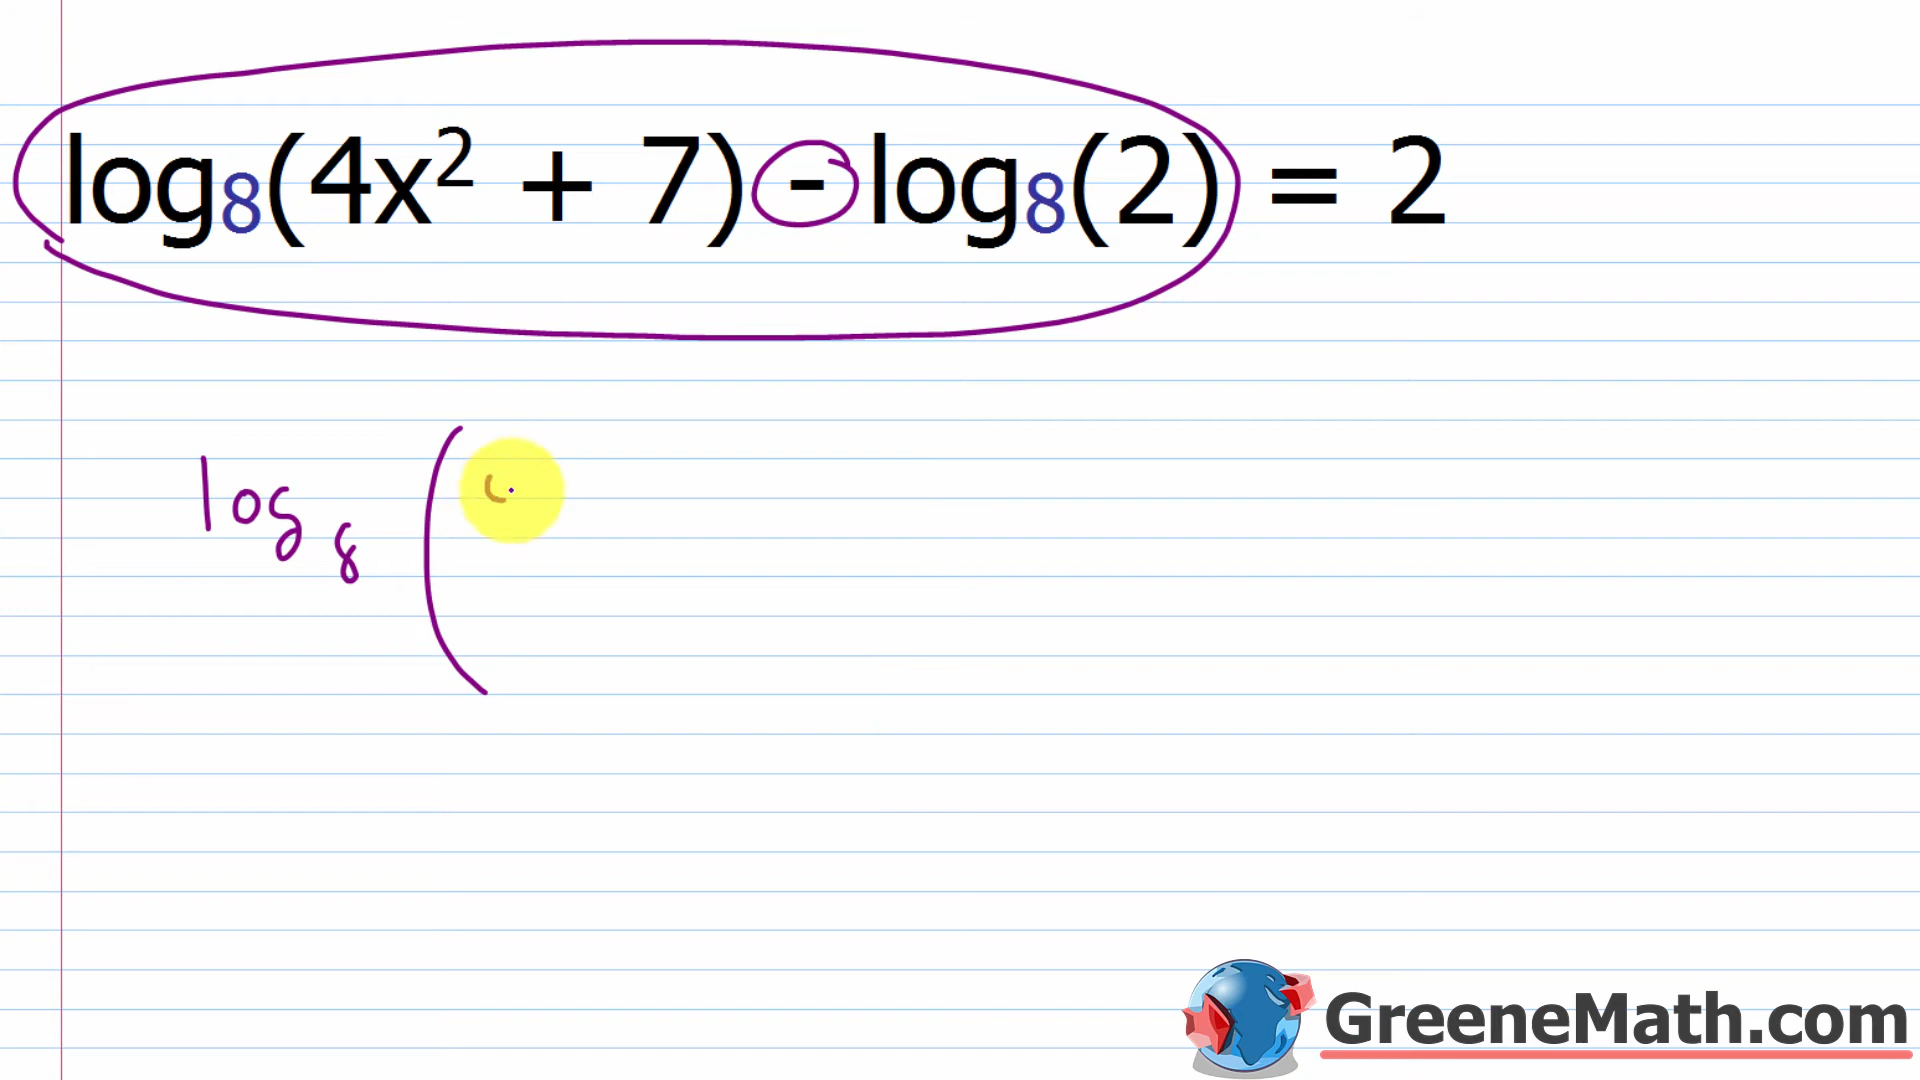 log₈(4x² + 7) - log₈(2) = 2
log₈ (
GreeneMath.com